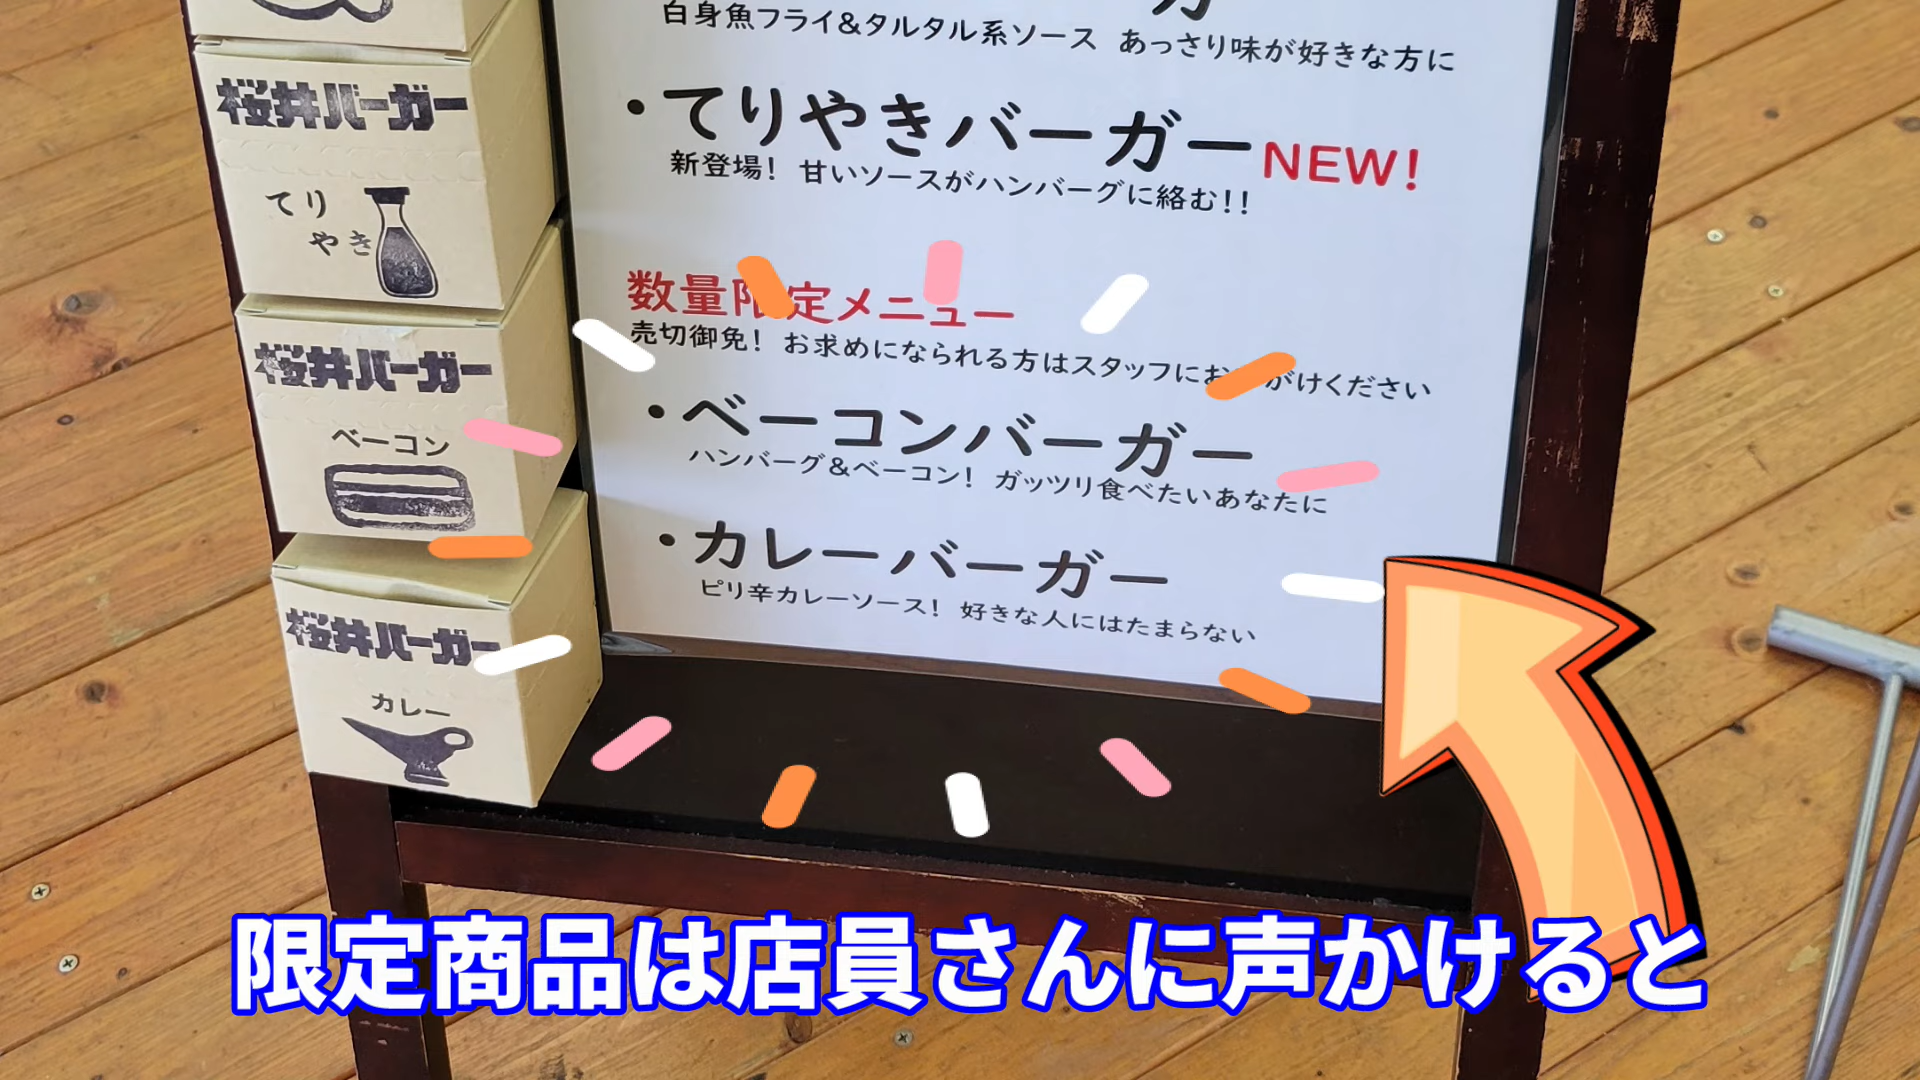 白身魚フライ&タルタル系ソース あっさり味が好きな方に
・てりやきバーガー NEW!
新登場! 甘いソースがハンバーグに絡む!!
数量限定メニュー
売切御免! お求めになられる方はスタッフにお がけください
・ベーコンバーガー
ハンバーグ&ベーコン! ガッツリ食べたいあなたに
・カレーバーガー
ピリ辛カレーソース! 好きな人にはたまらない
桜井バーガー
てり
やき
桜井バーガー
ベーコン
桜井バーガー
カレー
限定商品は店員さんに声かけると